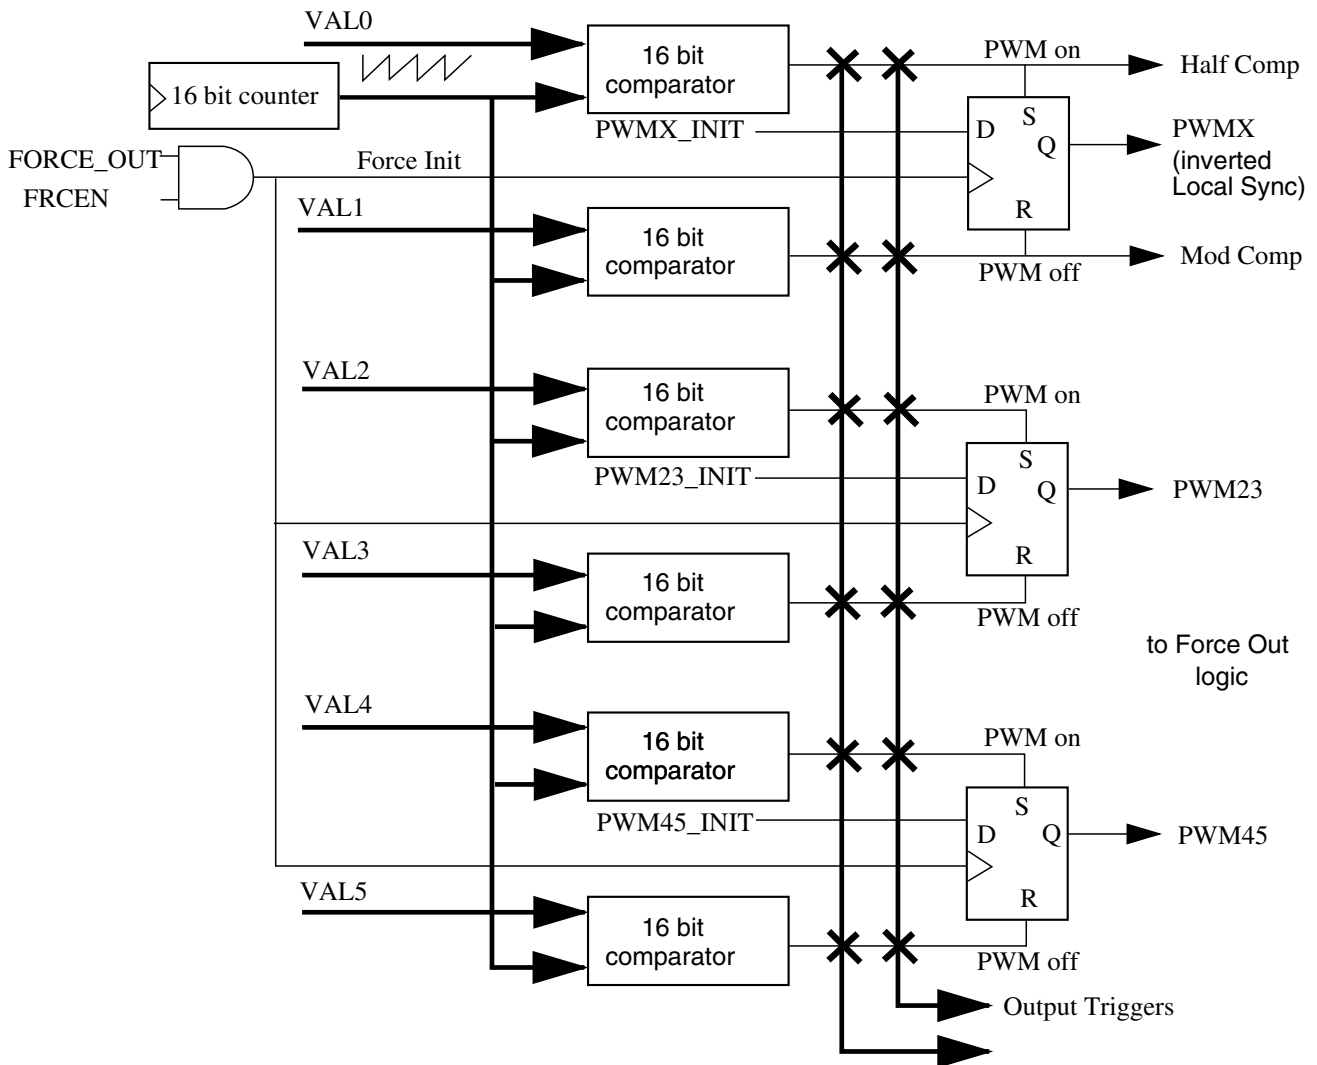 VAL0
16 bit
comparator
PWM on
Half Comp
16 bit counter
PWMX_INIT
D
S
Q
R
PWMX
(inverted
Local Sync)
FORCE_OUT
FRCEN
Force Init
VAL1
16 bit
comparator
PWM off
Mod Comp
VAL2
16 bit
comparator
PWM on
PWM23_INIT
D
S
Q
R
PWM23
VAL3
16 bit
comparator
PWM off
to Force Out
logic
VAL4
16 bit
comparator
PWM on
PWM45_INIT
D
S
Q
R
PWM45
VAL5
16 bit
comparator
PWM off
Output Triggers